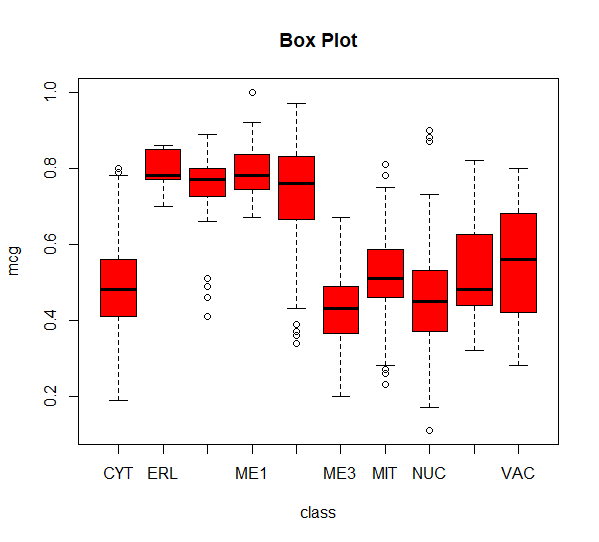 Box Plot
1.0
0.8
0.6
0.4
0.2
mcg
CYT ERL ME1 ME3 MIT NUC VAC
class